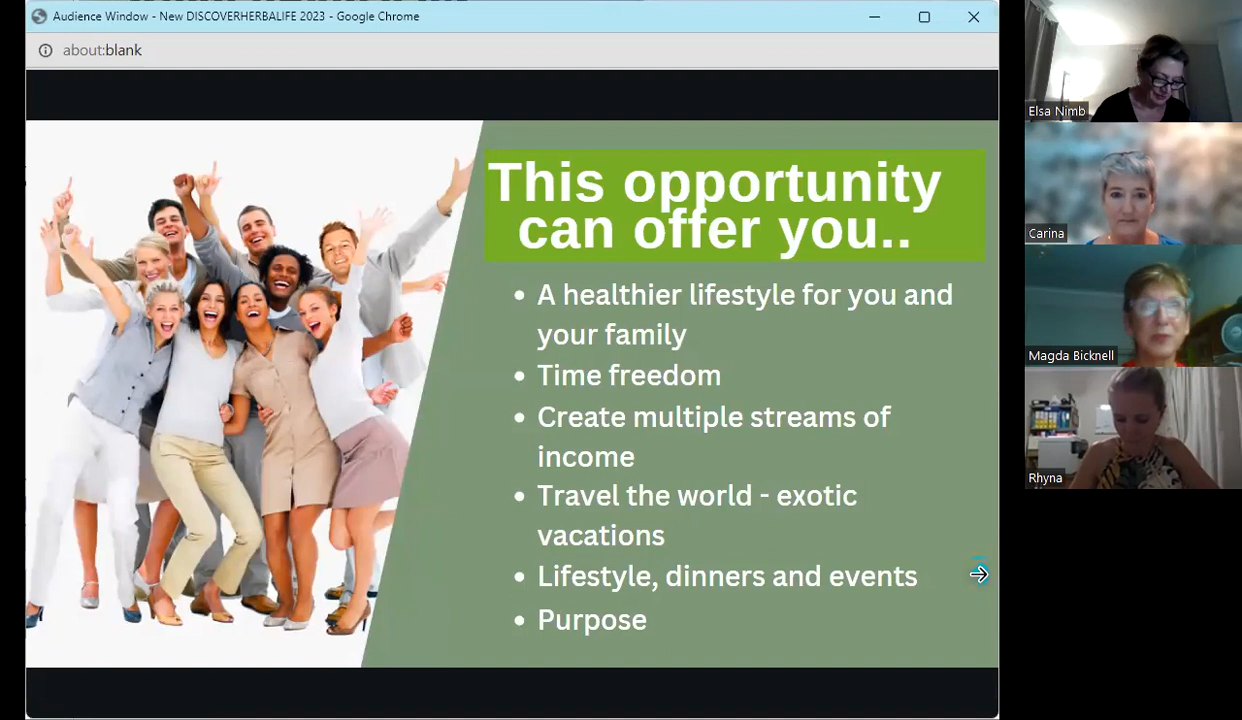 Audience Window - New DISCOVERHERBALIFE 2023 - Google Chrome
about:blank
This opportunity
can offer you..
• A healthier lifestyle for you and
your family
• Time freedom
• Create multiple streams of
income
• Travel the world - exotic
vacations
• Lifestyle, dinners and events
• Purpose
Elsa Nimb
Carina
Magda Bicknell
Rhyna